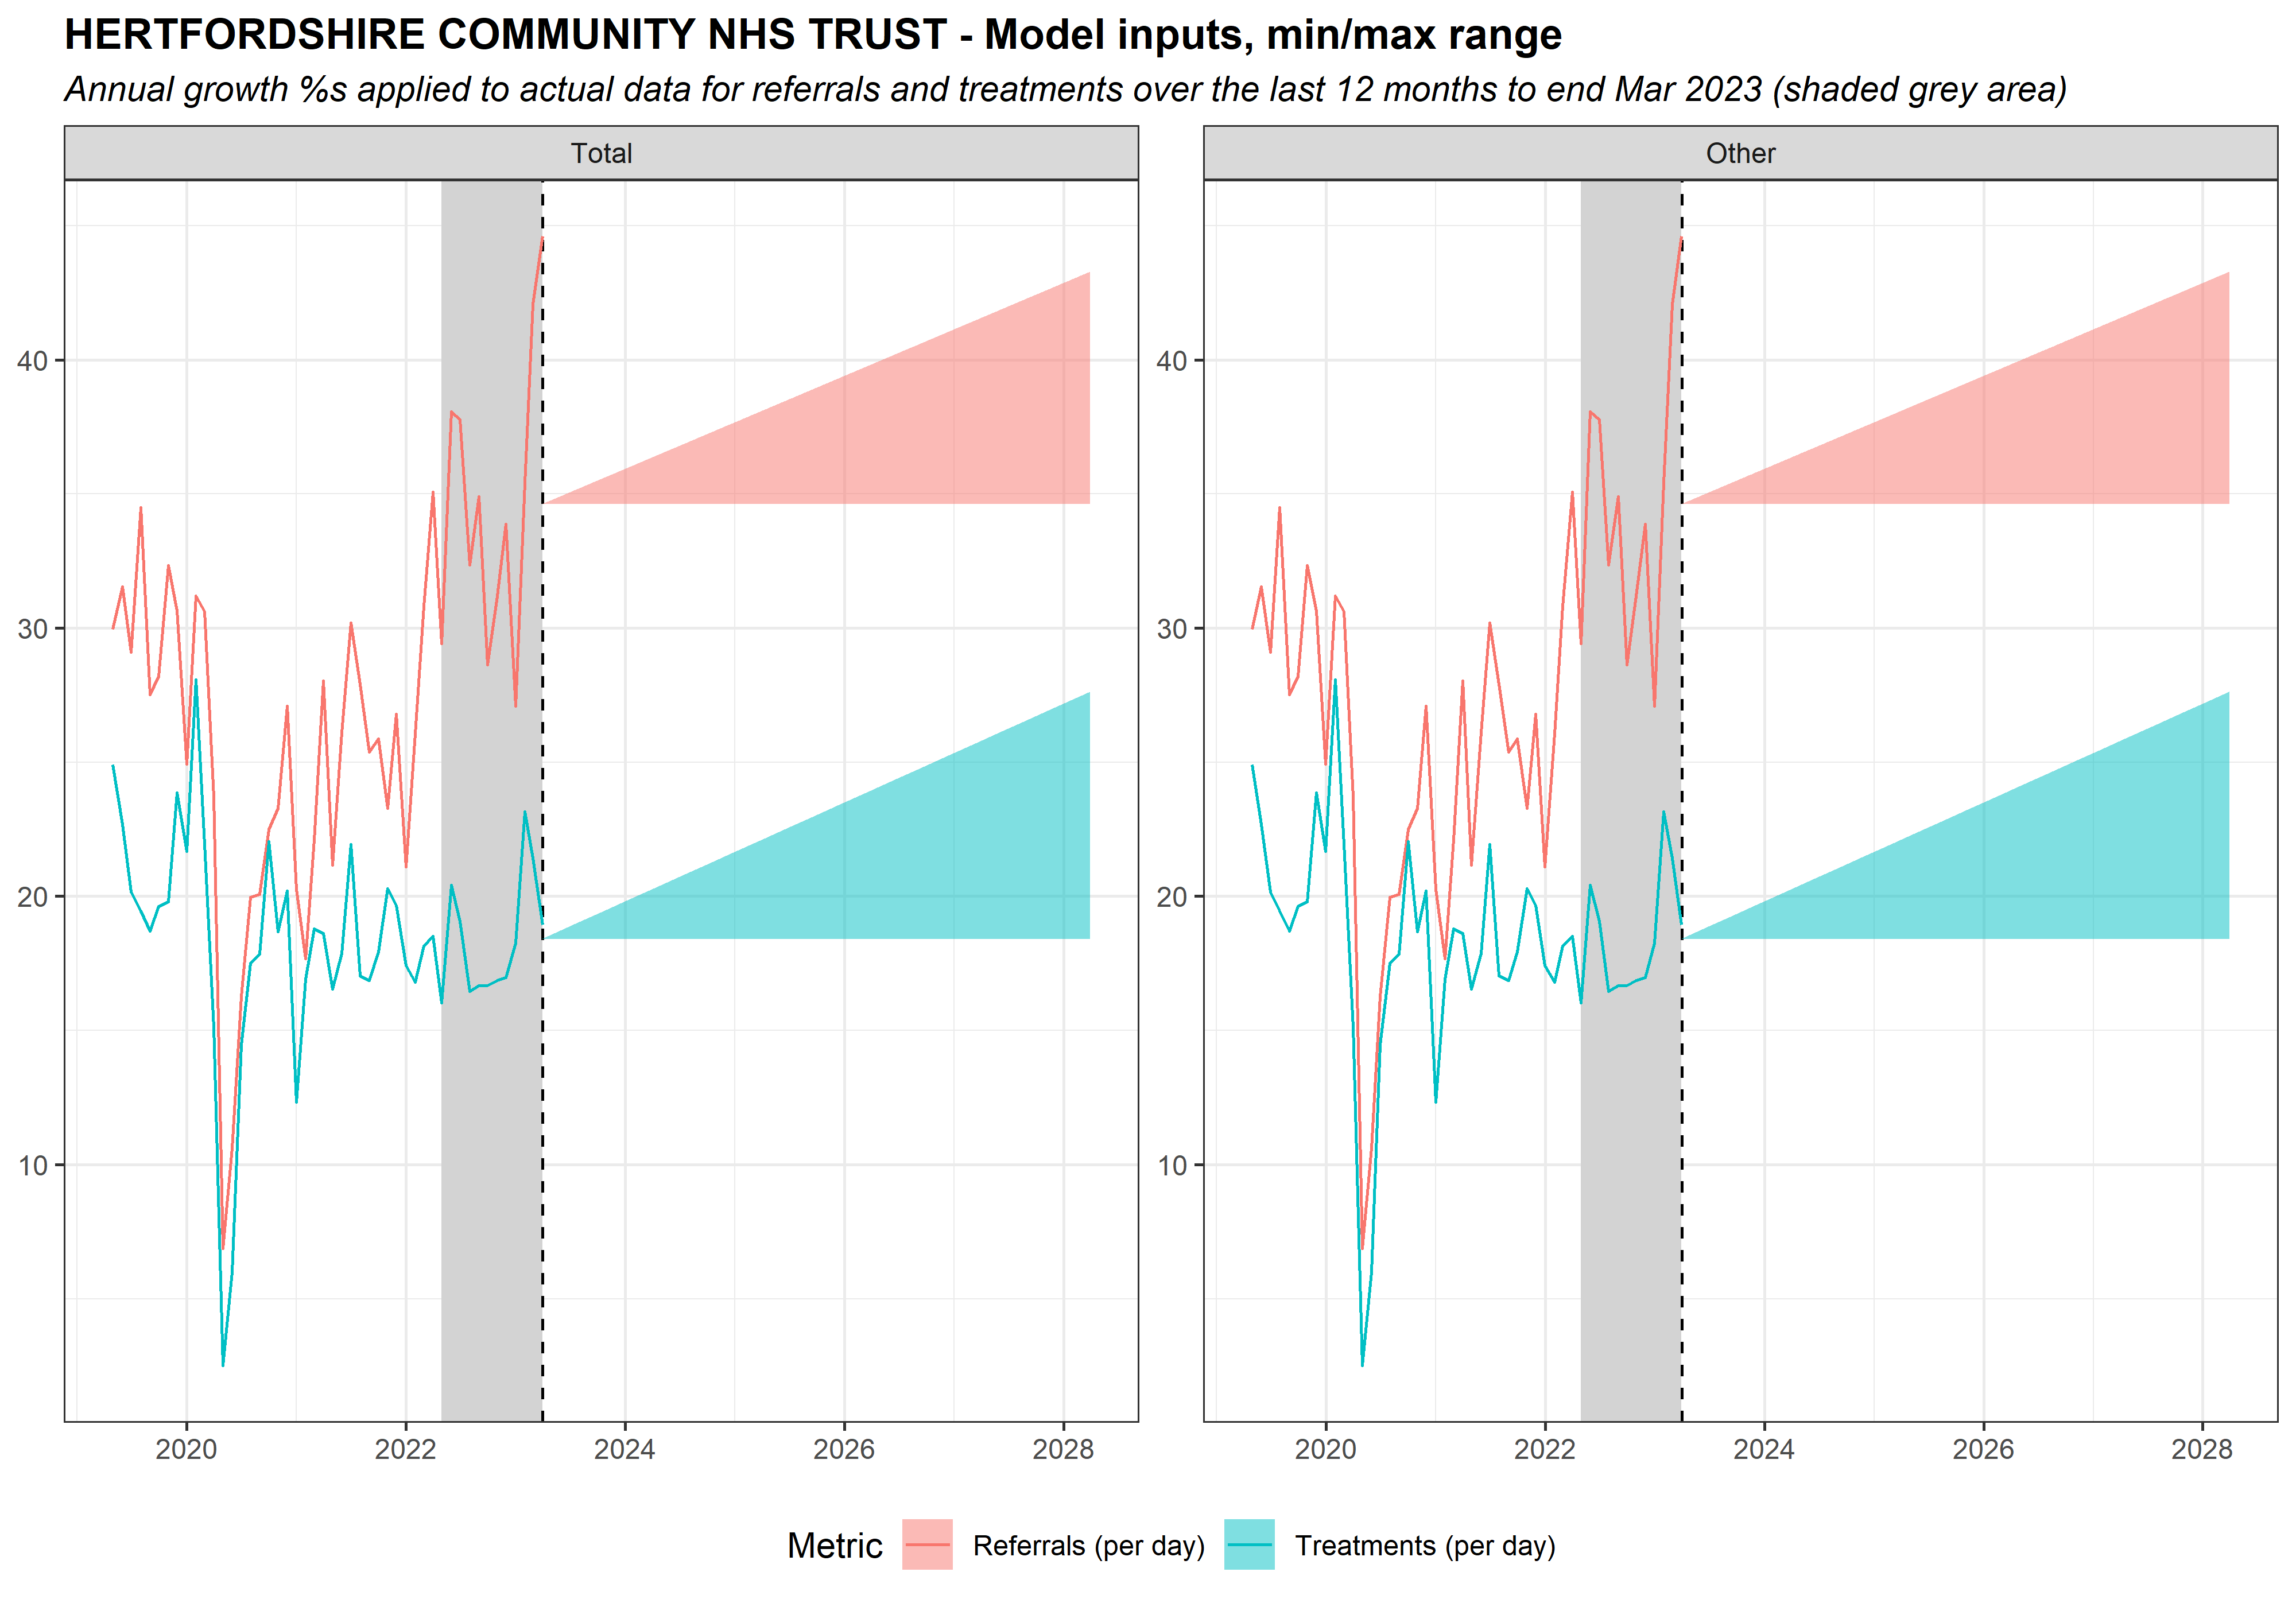 HERTFORDSHIRE COMMUNITY NHS TRUST - Model inputs, min/max range
Annual growth %s applied to actual data for referrals and treatments over the last 12 months to end Mar 2023 (shaded grey area)
Total
Other
40
30
20
10
40
30
20
10
2020 2022 2024 2026 2028
2020 2022 2024 2026 2028
Metric Referrals (per day) Treatments (per day)